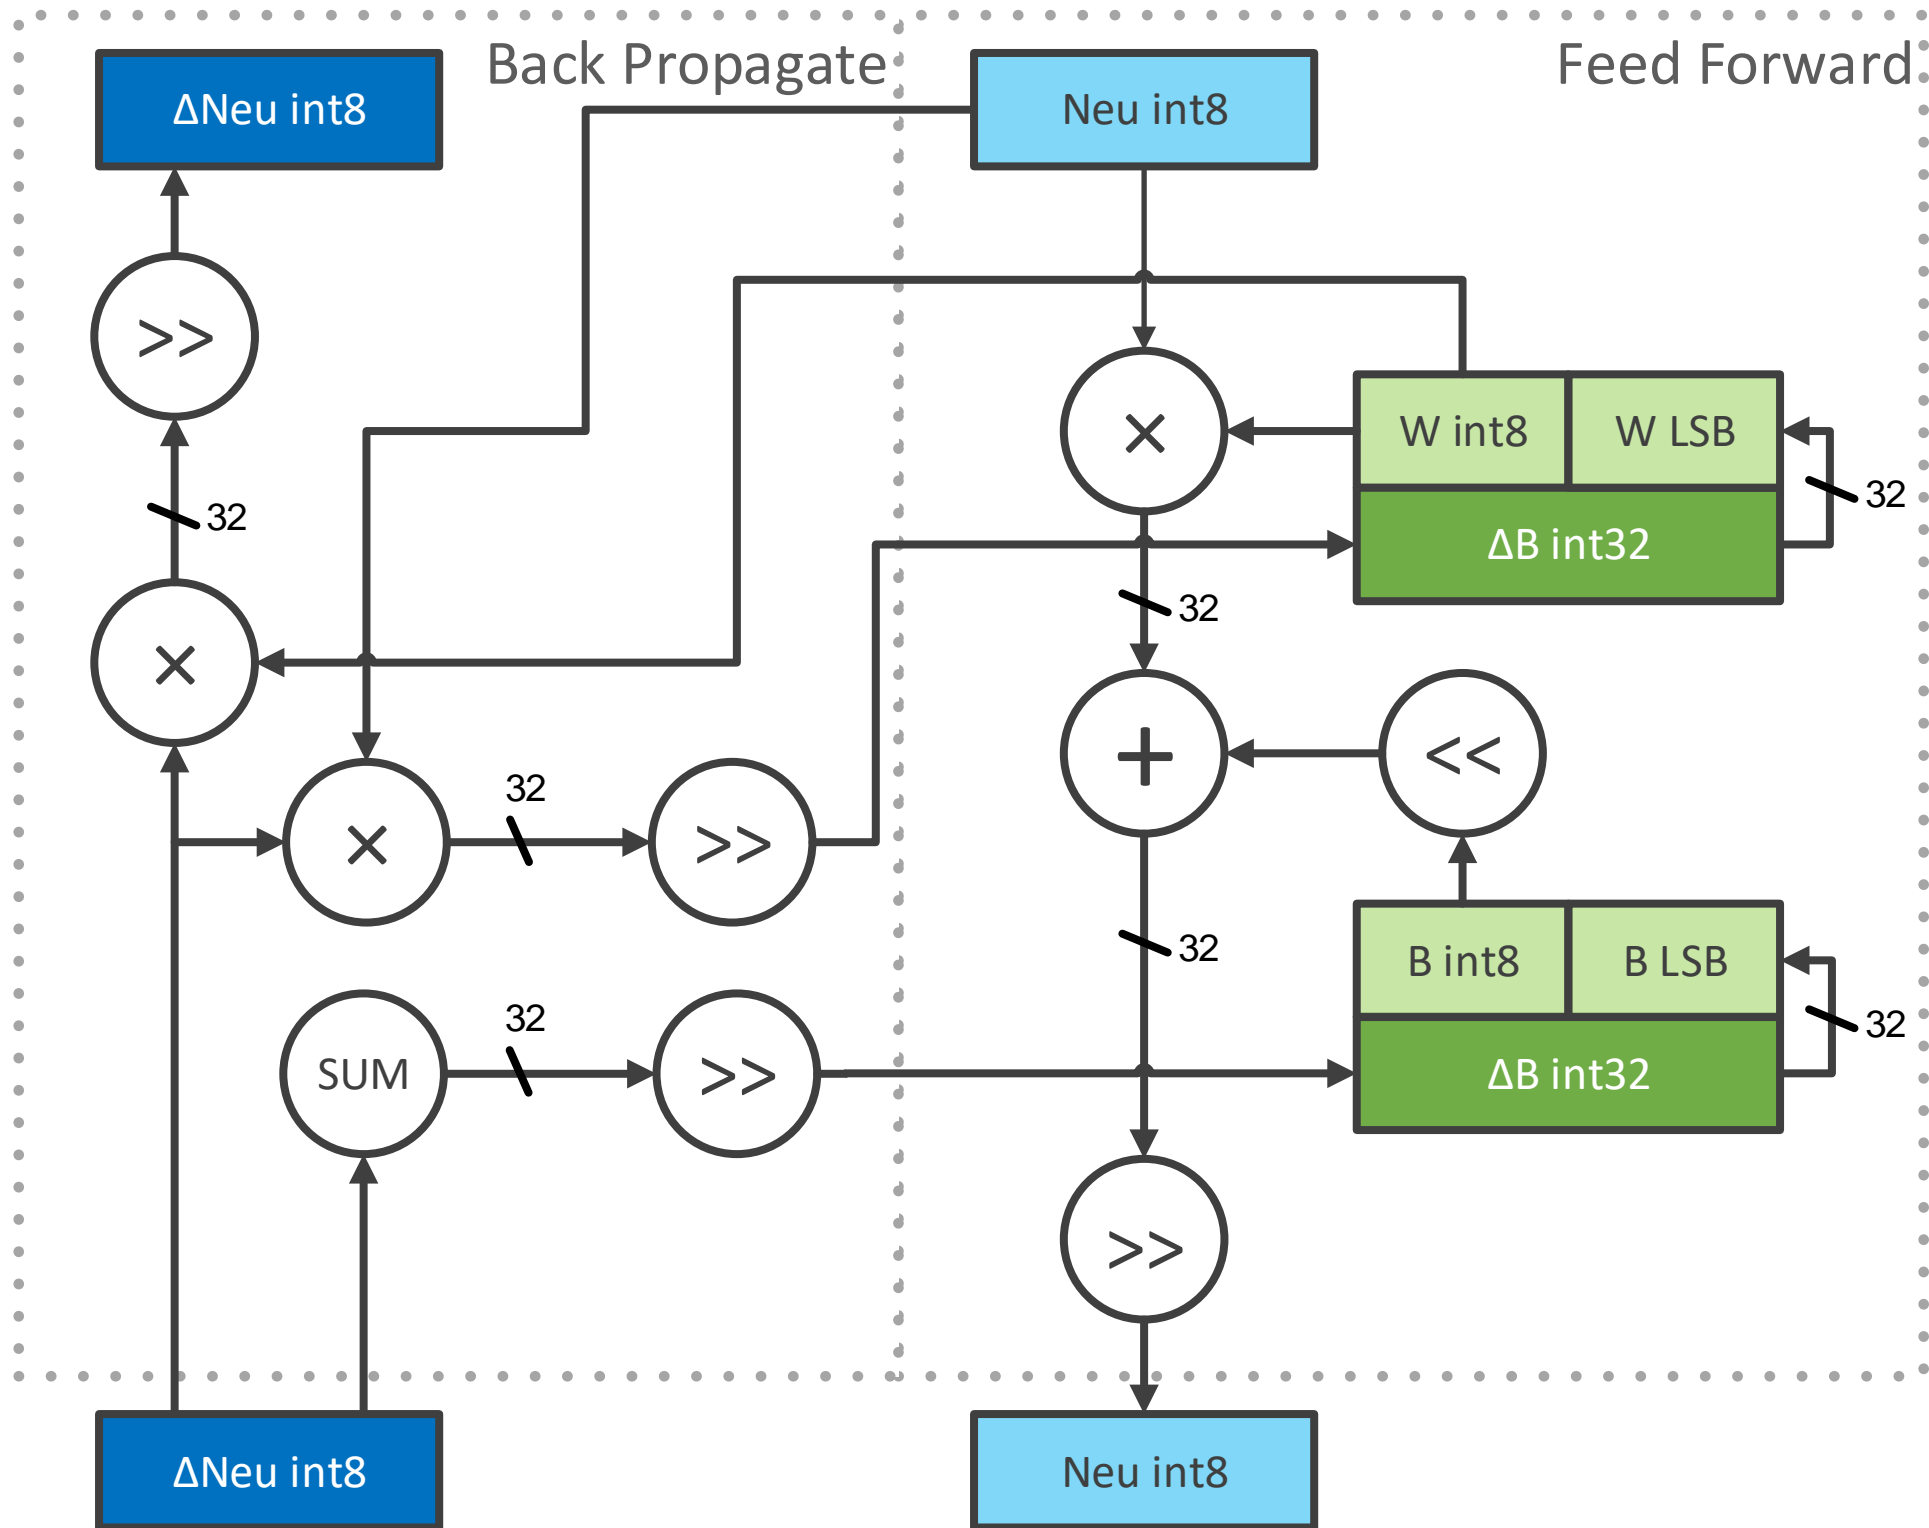 Back Propagate
Feed Forward
ΔNeu int8
Neu int8
>>
×
W int8
W LSB
32
32
ΔB int32
32
×
+
<<
32
×
>>
B int8
B LSB
32
32
SUM
32
>>
ΔB int32
>>
ΔNeu int8
Neu int8